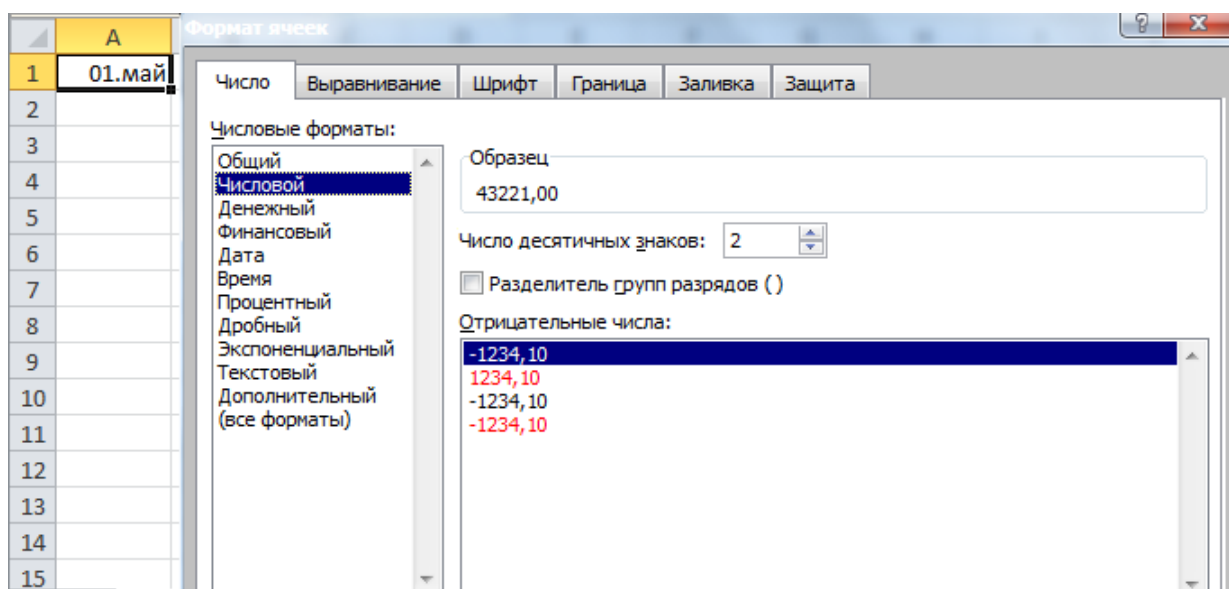 Формат ячеек
A
1 01.май
2
3
4
5
6
7
8
9
10
11
12
13
14
15
Число Выравнивание Шрифт Граница Заливка Защита
Числовые форматы:
Общий
Числовой
Денежный
Финансовый
Дата
Время
Процентный
Дробный
Экспоненциальный
Текстовый
Дополнительный
(все форматы)
Образец
43221,00
Число десятичных знаков: 2
Разделитель групп разрядов ( )
Отрицательные числа:
-1234,10
1234,10
-1234,10
-1234,10